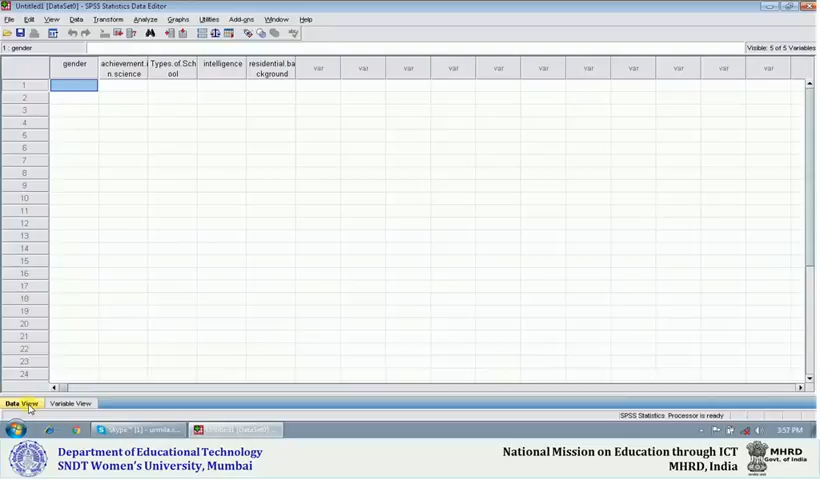 Untitled1 [DataSet0] - SPSS Statistics Data Editor
File Edit View Data Transform Analyze Graphs Utilities Add-ons Window Help
1 : gender
Visible: 5 of 5 Variables
gender achievement.i n.science Types.of.Sch ool intelligence residential.ba ckground var var var var var var var var var var var
1
2
3
4
5
6
7
8
9
10
11
12
13
14
15
16
17
18
19
20
21
22
23
24
Data View Variable View
SPSS Statistics Processor is ready
Skype™ [1] - urmila.c... Untitled1 [DataSet0] ... 3:57 PM
Department of Educational Technology
SNDT Women's University, Mumbai
National Mission on Education through ICT
MHRD, India
MHRD
Govt. of India